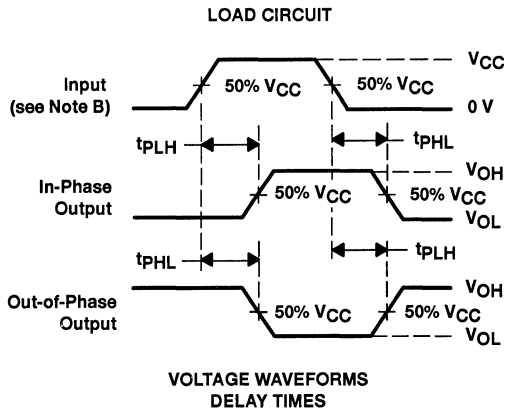 LOAD CIRCUIT
Input
(see Note B)
50% VCC
50% VCC
VCC
0 V
tPLH
tPHL
In-Phase
Output
50% VCC
50% VCC
VOH
VOL
tPHL
tPLH
Out-of-Phase
Output
50% VCC
50% VCC
VOH
VOL
VOLTAGE WAVEFORMS
DELAY TIMES